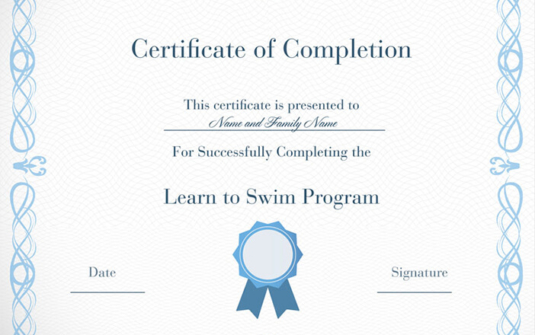 Certificate of Completion
This certificate is presented to
Name and Family Name
For Successfully Completing the
Learn to Swim Program
Date
Signature